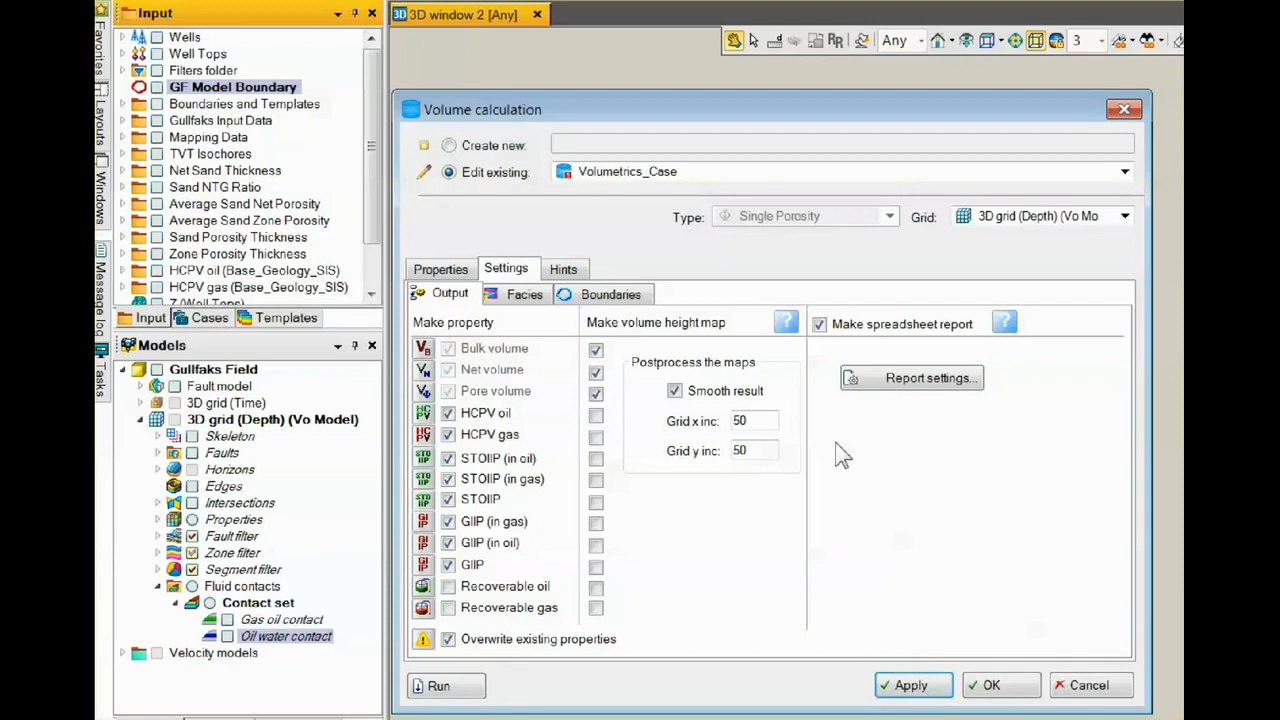 Input
Favorites
Layouts
Windows
Message log
Tasks
Wells
Well Tops
Filters folder
GF Model Boundary
Boundaries and Templates
Gullfaks Input Data
Mapping Data
TVT Isochores
Net Sand Thickness
Sand NTG Ratio
Average Sand Net Porosity
Average Sand Zone Porosity
Sand Porosity Thickness
Zone Porosity Thickness
HCPV oil (Base_Geology_SIS)
HCPV gas (Base_Geology_SIS)
Z (Well Tops)
Input Cases Templates
Models
Gullfaks Field
Fault model
3D grid (Time)
3D grid (Depth) (Vo Model)
Skeleton
Faults
Horizons
Edges
Intersections
Properties
Fault filter
Zone filter
Segment filter
Fluid contacts
Contact set
Gas oil contact
Oil water contact
Velocity models
3D 3D window 2 [Any]
RR Any 3
Volume calculation
Create new:
Edit existing: Volumetrics_Case
Type: Single Porosity Grid: 3D grid (Depth) (Vo Mo
Properties Settings Hints
Output Facies Boundaries
Make property Make volume height map ? Make spreadsheet report ?
Bulk volume
Net volume
Pore volume
HCPV oil
HCPV gas
STOIIP (in oil)
STOIIP (in gas)
STOIIP
GIIP (in gas)
GIIP (in oil)
GIIP
Recoverable oil
Recoverable gas
Postprocess the maps
Smooth result
Grid x inc: 50
Grid y inc: 50
Report settings...
Overwrite existing properties
Run Apply OK Cancel